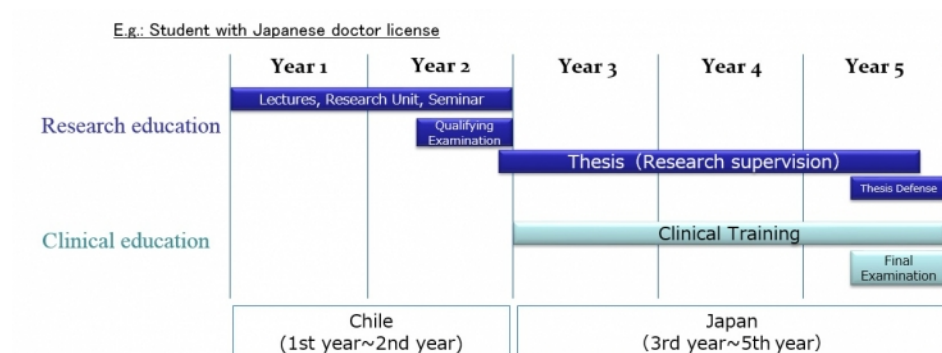 E.g.: Student with Japanese doctor license
Year 1 Year 2 Year 3 Year 4 Year 5
Research education
Lectures, Research Unit, Seminar
Qualifying
Examination
Thesis (Research supervision)
Thesis Defense
Clinical education
Clinical Training
Final
Examination
Chile
(1st year~2nd year)
Japan
(3rd year~5th year)